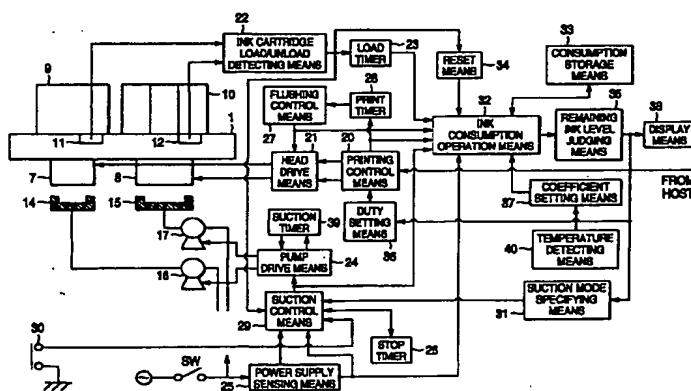 22
INK CARTRIDGE
LOAD/UNLOAD
DETECTING MEANS
23
LOAD
TIMER
33
CONSUMPTION
STORAGE
MEANS
9
10
28
PRINT
TIMER
RESET
MEANS
34
FLUSHING CONTROL
MEANS
27
32
INK
CONSUMPTION
OPERATION MEANS
35
REMAINING
INK LEVEL
JUDGING
MEANS
38
DISPLAY
MEANS
1
11
12
21
HEAD
DRIVE
MEANS
20
PRINTING
CONTROL
MEANS
7
8
FROM
HOST
14
15
17
16
SUCTION
TIMER
39
DUTY
SETTING
MEANS
36
COEFFICIENT
SETTING MEANS
37
PUMP
DRIVE MEANS
24
TEMPERATURE
DETECTING
MEANS
40
SUCTION
CONTROL
MEANS
29
SUCTION MODE
SPECIFYING
MEANS
31
30
STOP
TIMER
26
SW
POWER SUPPLY
SENSING MEANS
25